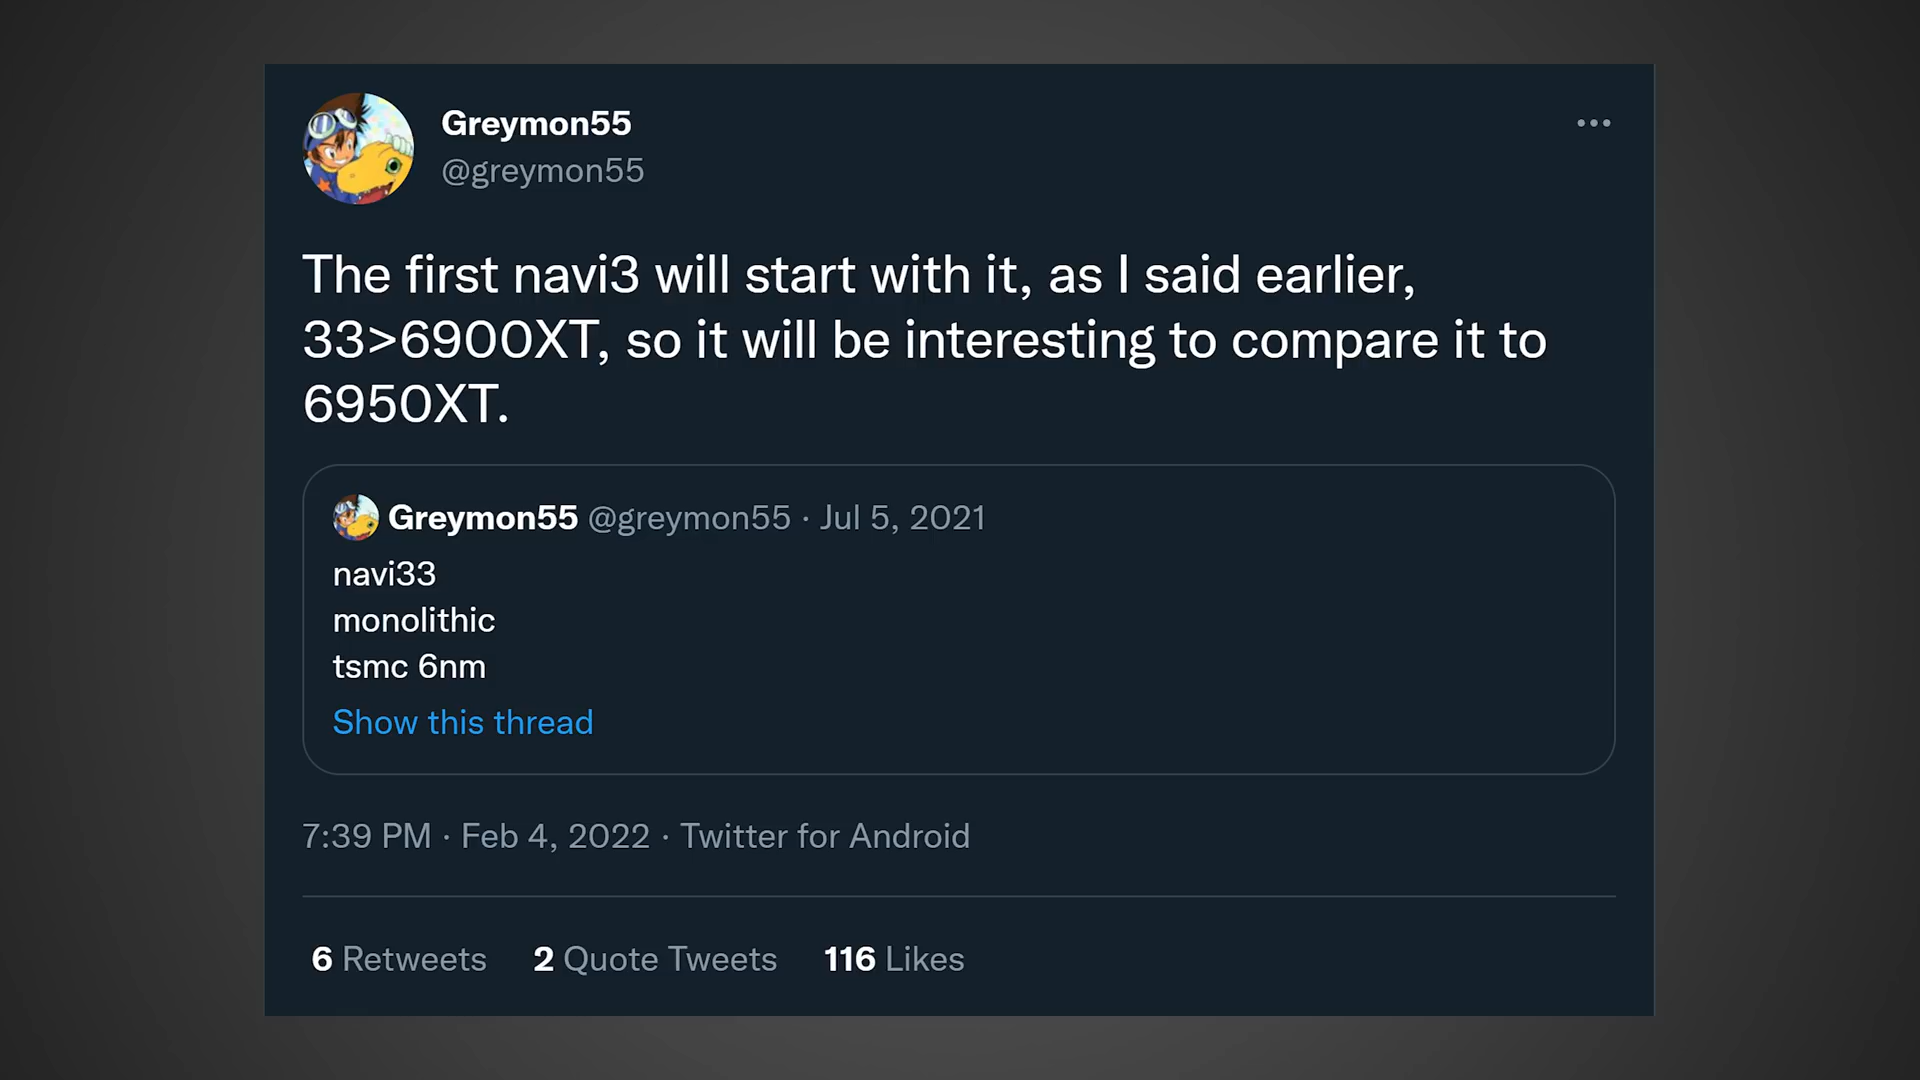 Greymon55
@greymon55
The first navi3 will start with it, as I said earlier,
33>6900XT, so it will be interesting to compare it to
6950XT.
Greymon55 @greymon55 · Jul 5, 2021
navi33
monolithic
tsmc 6nm
Show this thread
7:39 PM · Feb 4, 2022 · Twitter for Android
6 Retweets 2 Quote Tweets 116 Likes